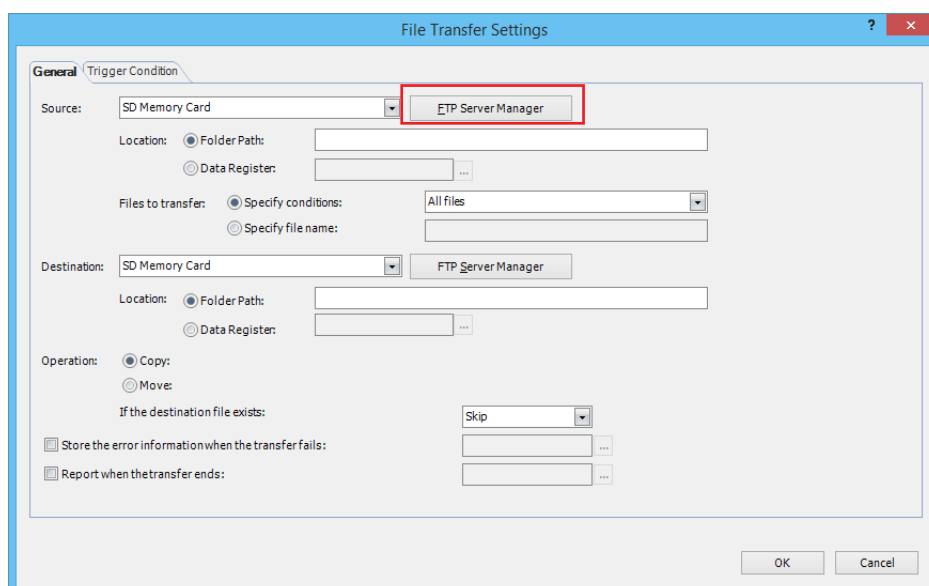 File Transfer Settings ? ×
General Trigger Condition
Source: SD Memory Card FTP Server Manager
Location: Folder Path:
Data Register: ...
Files to transfer: Specify conditions: All files
Specify file name:
Destination: SD Memory Card FTP Server Manager
Location: Folder Path:
Data Register: ...
Operation: Copy:
Move:
If the destination file exists: Skip
Store the error information when the transfer fails: ...
Report when the transfer ends: ...
OK Cancel